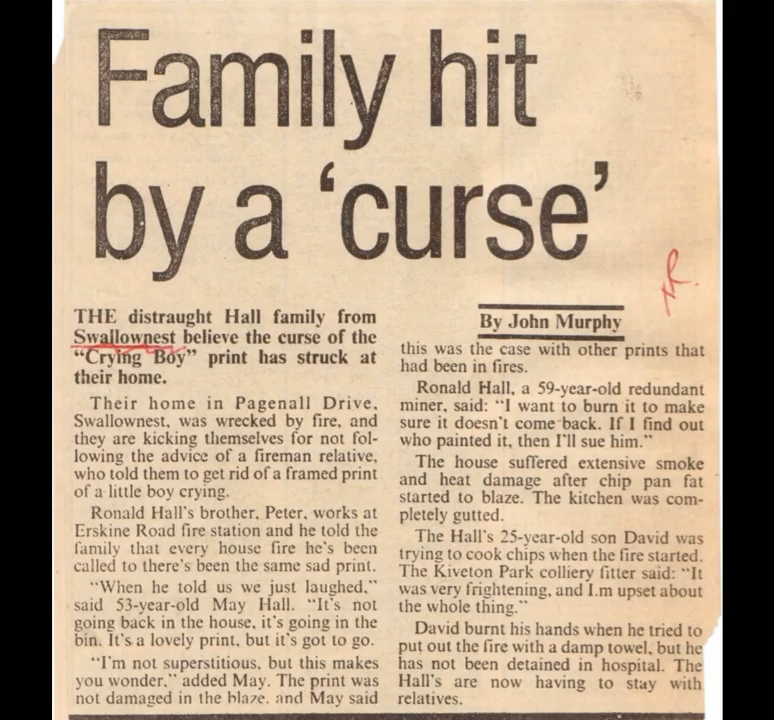 Family hit
by a ‘curse’
THE distraught Hall family from
Swallownest believe the curse of the
“Crying Boy” print has struck at
their home.
Their home in Pagenall Drive,
Swallownest, was wrecked by fire, and
they are kicking themselves for not fol-
lowing the advice of a fireman relative,
who told them to get rid of a framed print
of a little boy crying.
Ronald Hall's brother, Peter, works at
Erskine Road fire station and he told the
family that every house fire he's been
called to there's been the same sad print.
“When he told us we just laughed,”
said 53-year-old May Hall. “It's not
going back in the house, it's going in the
bin. It's a lovely print, but it's got to go.
“I'm not superstitious, but this makes
you wonder,” added May. The print was
not damaged in the blaze, and May said
By John Murphy
this was the case with other prints that
had been in fires.
Ronald Hall, a 59-year-old redundant
miner, said: “I want to burn it to make
sure it doesn't come back. If I find out
who painted it, then I'll sue him.”
The house suffered extensive smoke
and heat damage after chip pan fat
started to blaze. The kitchen was com-
pletely gutted.
The Hall's 25-year-old son David was
trying to cook chips when the fire started.
The Kiveton Park colliery fitter said: “It
was very frightening, and I.m upset about
the whole thing.”
David burnt his hands when he tried to
put out the fire with a damp towel, but he
has not been detained in hospital. The
Hall's are now having to stay with
relatives.